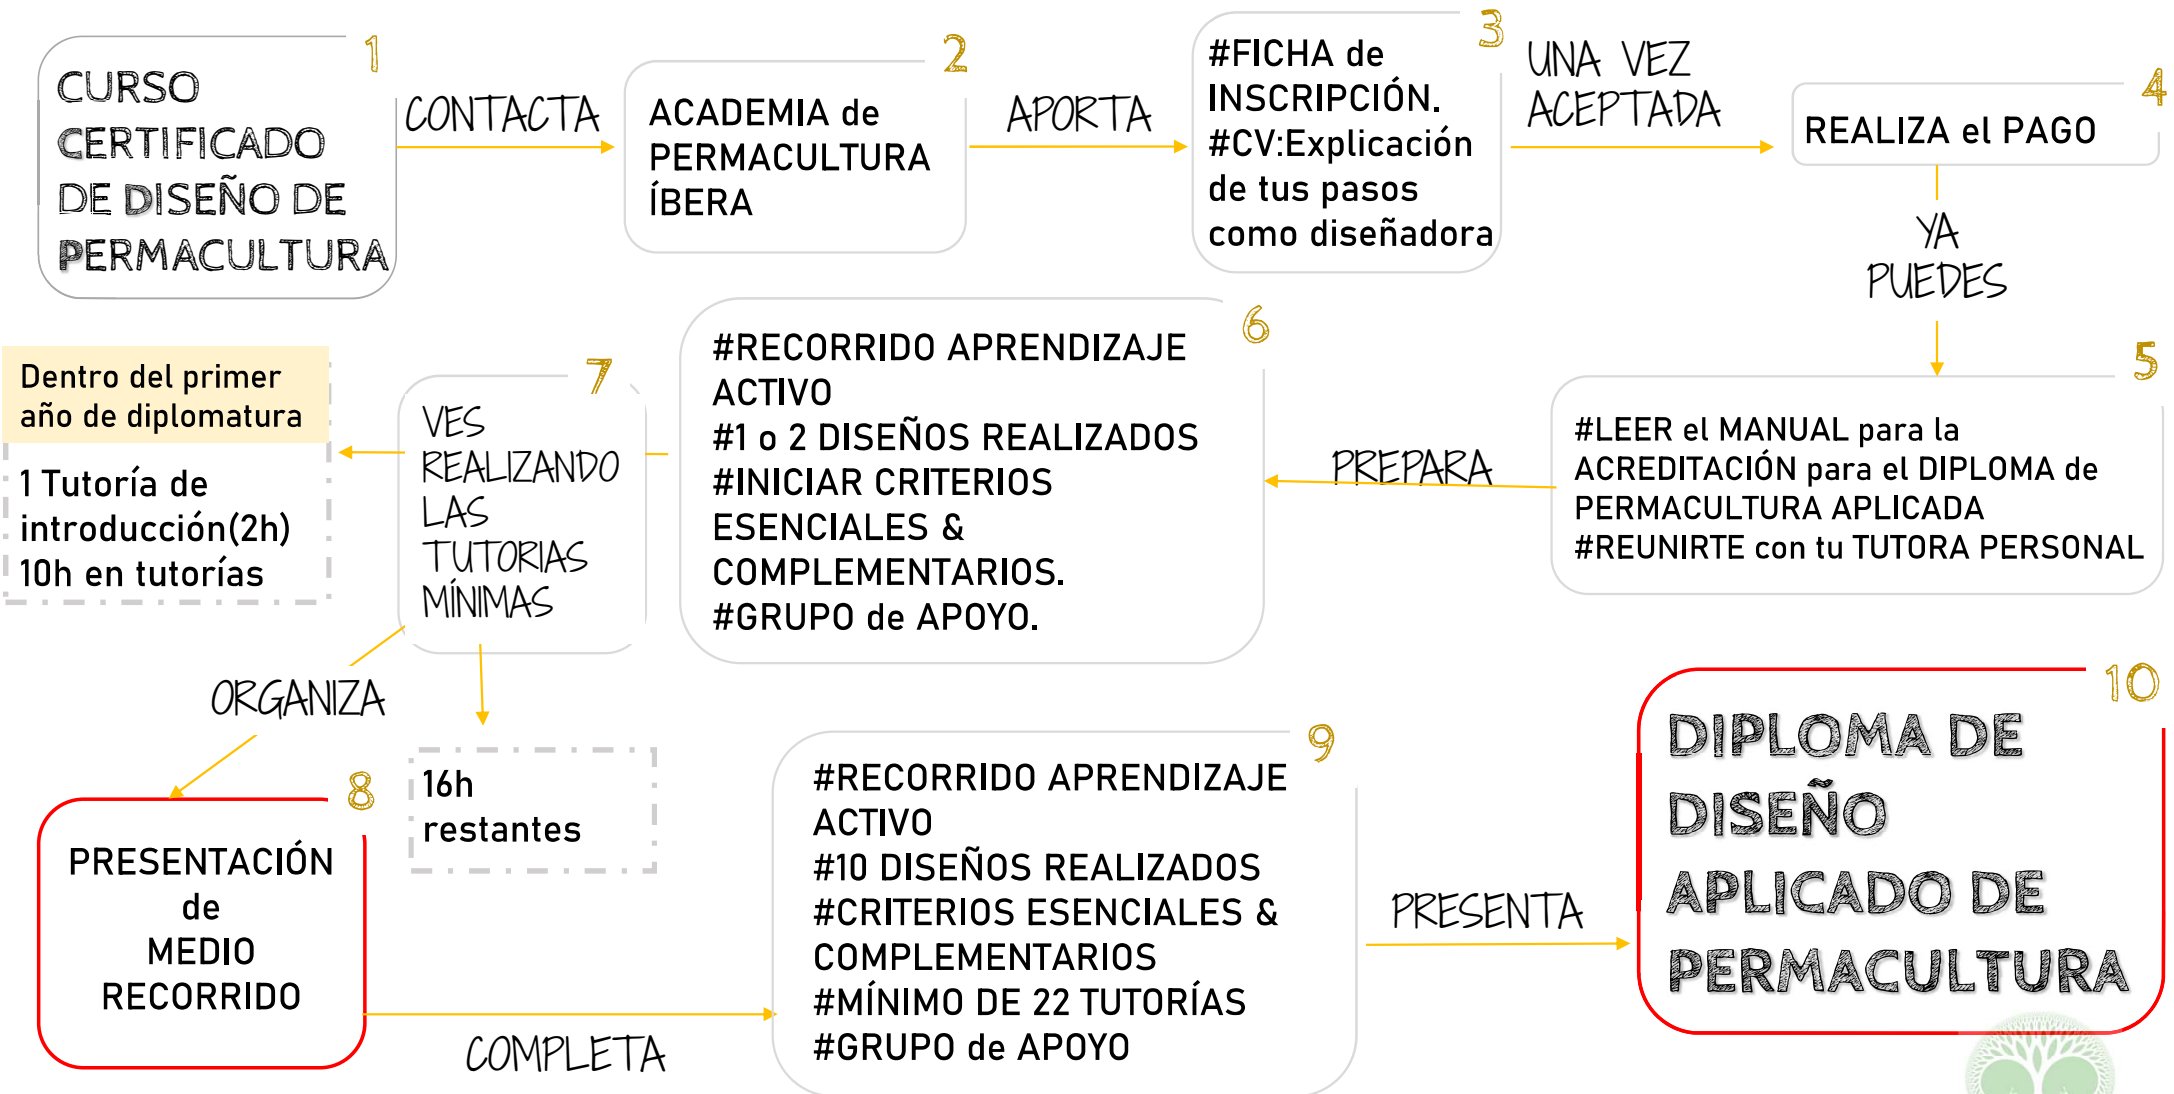 1
CURSO
CERTIFICADO
DE DISEÑO DE
PERMACULTURA
CONTACTA
2
ACADEMIA de
PERMACULTURA
ÍBERA
APORTA
3
#FICHA de
INSCRIPCIÓN.
#CV:Explicación
de tus pasos
como diseñadora
UNA VEZ
ACEPTADA
4
REALIZA el PAGO
YA
PUEDES
5
#LEER el MANUAL para la
ACREDITACIÓN para el DIPLOMA de
PERMACULTURA APLICADA
#REUNIRTE con tu TUTORA PERSONAL
PREPARA
6
#RECORRIDO APRENDIZAJE
ACTIVO
#1 o 2 DISEÑOS REALIZADOS
#INICIAR CRITERIOS
ESENCIALES &
COMPLEMENTARIOS.
#GRUPO de APOYO.
7
VES
REALIZANDO
LAS
TUTORIAS
MÍNIMAS
Dentro del primer
año de diplomatura
1 Tutoría de
introducción(2h)
10h en tutorías
16h
restantes
ORGANIZA
8
PRESENTACIÓN
de
MEDIO
RECORRIDO
COMPLETA
9
#RECORRIDO APRENDIZAJE
ACTIVO
#10 DISEÑOS REALIZADOS
#CRITERIOS ESENCIALES &
COMPLEMENTARIOS
#MÍNIMO DE 22 TUTORÍAS
#GRUPO de APOYO
PRESENTA
10
DIPLOMA DE
DISEÑO
APLICADO DE
PERMACULTURA